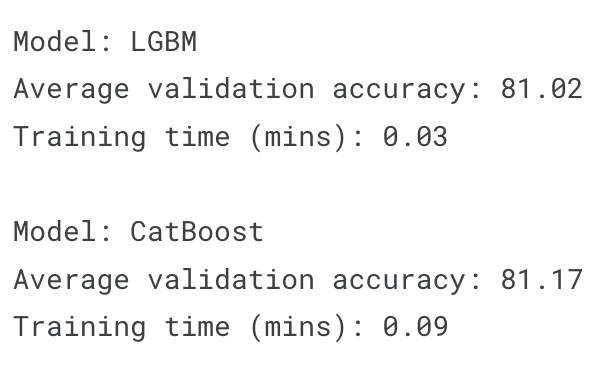 Model: LGBM
Average validation accuracy: 81.02
Training time (mins): 0.03
Model: CatBoost
Average validation accuracy: 81.17
Training time (mins): 0.09